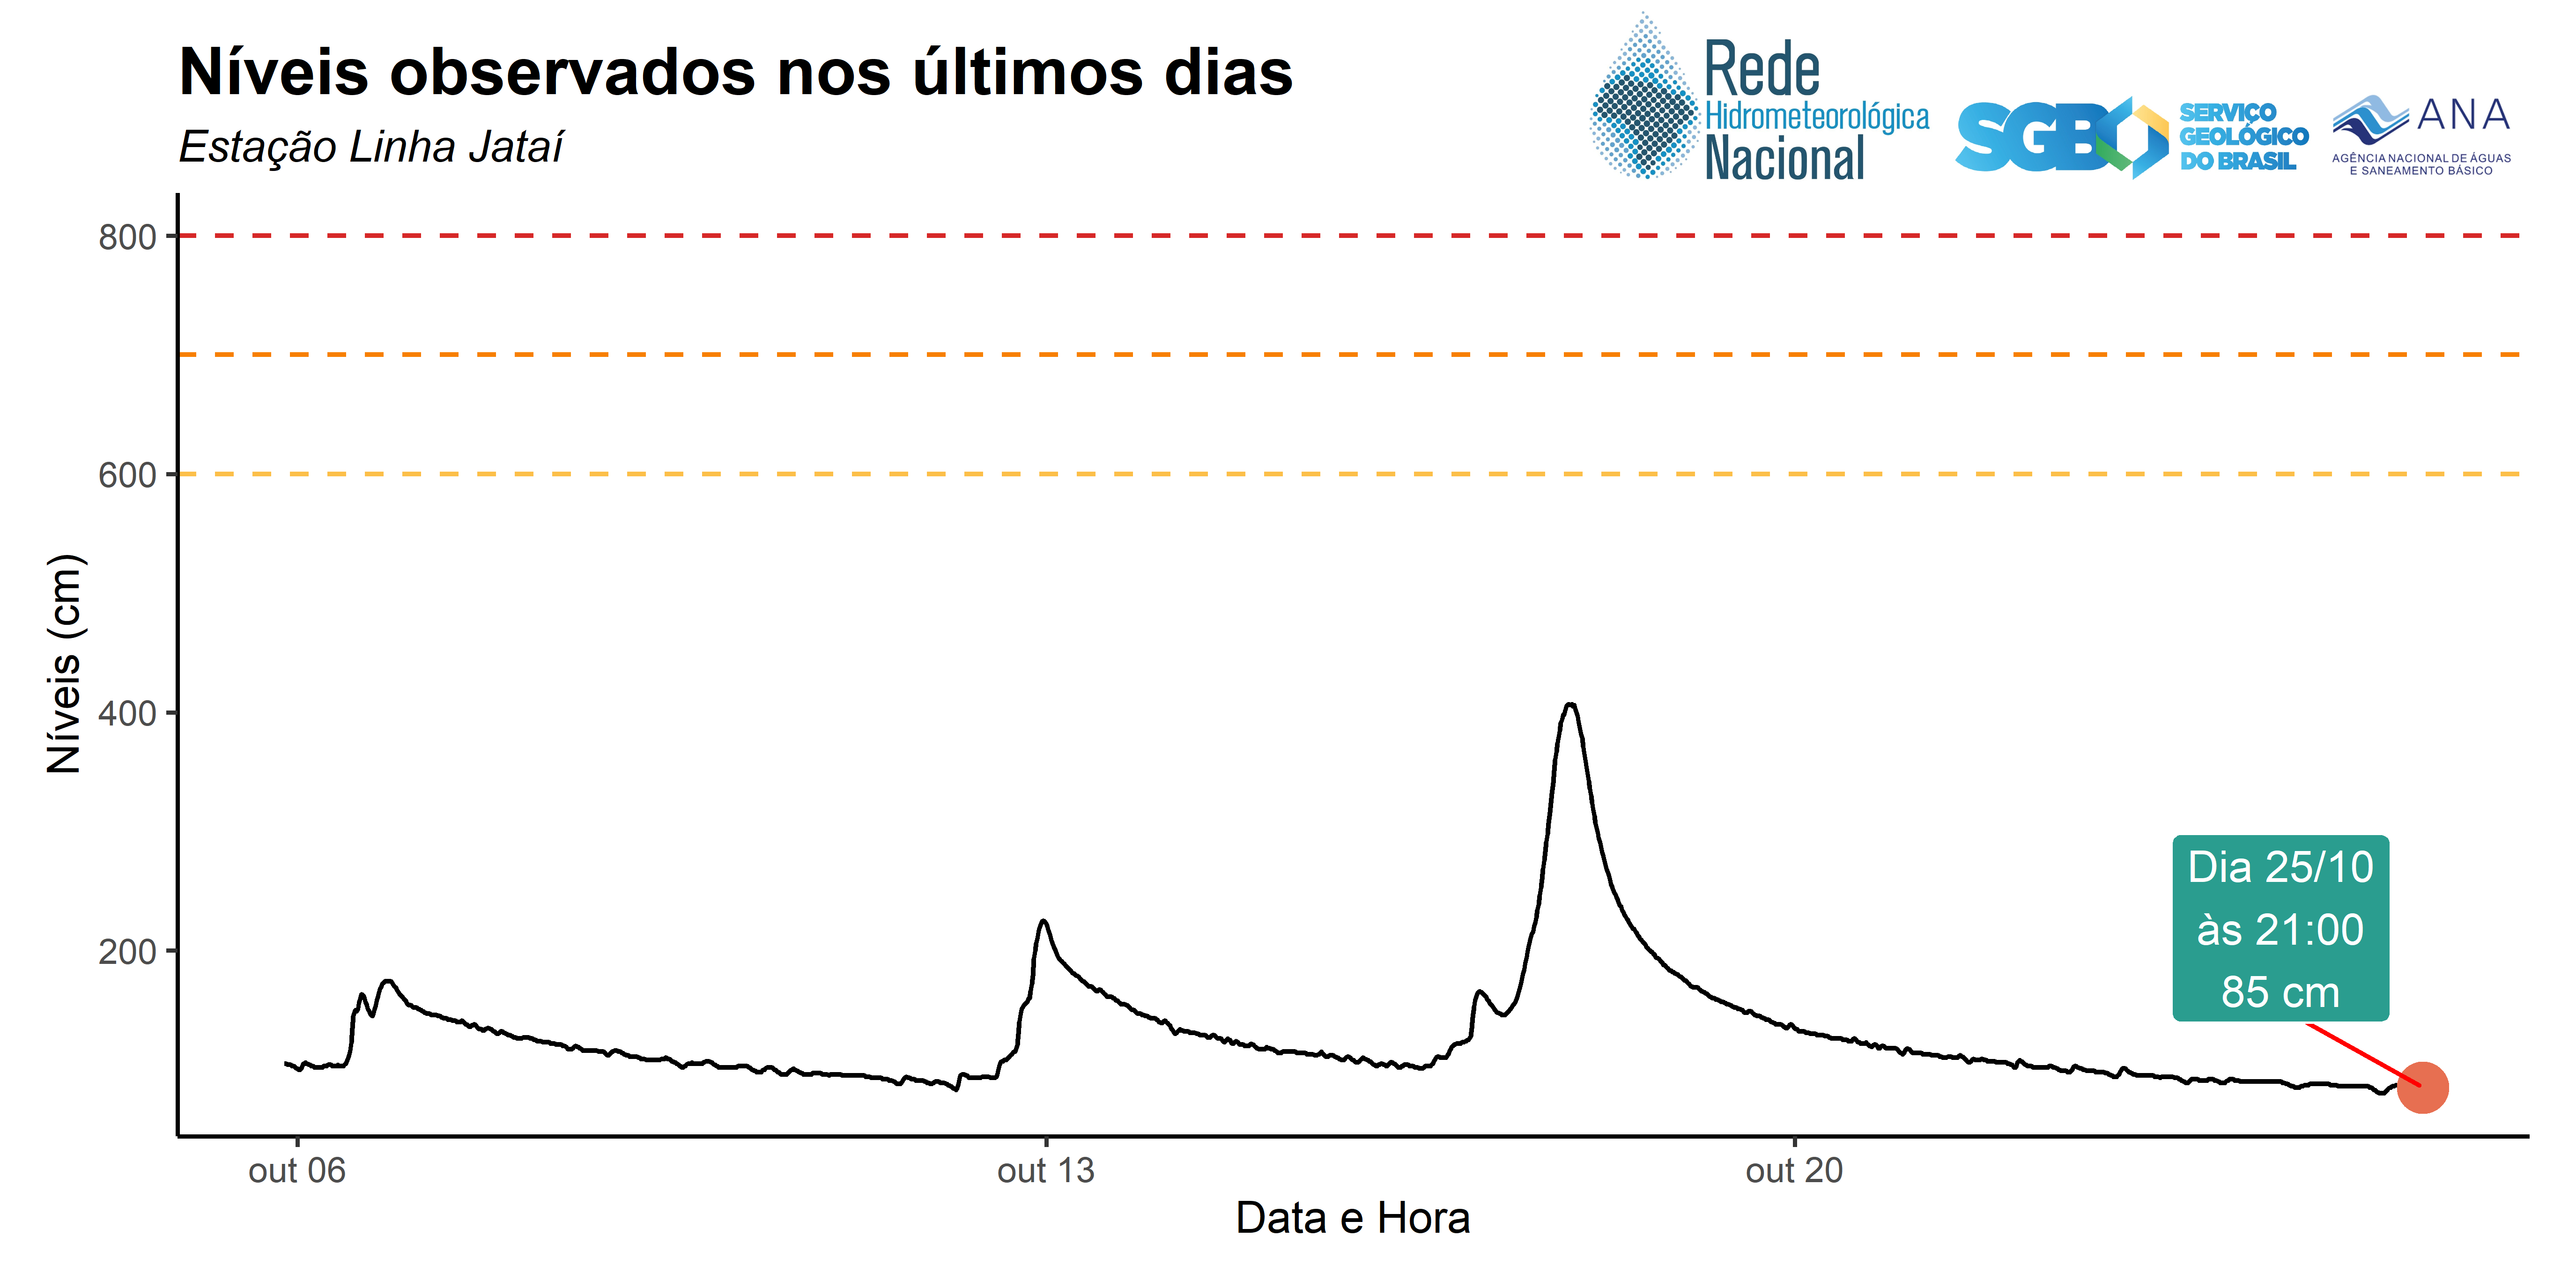 Níveis observados nos últimos dias
Estação Linha Jataí
Rede
Hidrometeorológica
Nacional
SGB
SERVIÇO
GEOLÓGICO
DO BRASIL
ANA
AGÊNCIA NACIONAL DE ÁGUAS
E SANEAMENTO BÁSICO
800
600
400
200
Níveis (cm)
Dia 25/10
às 21:00
85 cm
out 06
out 13
out 20
Data e Hora